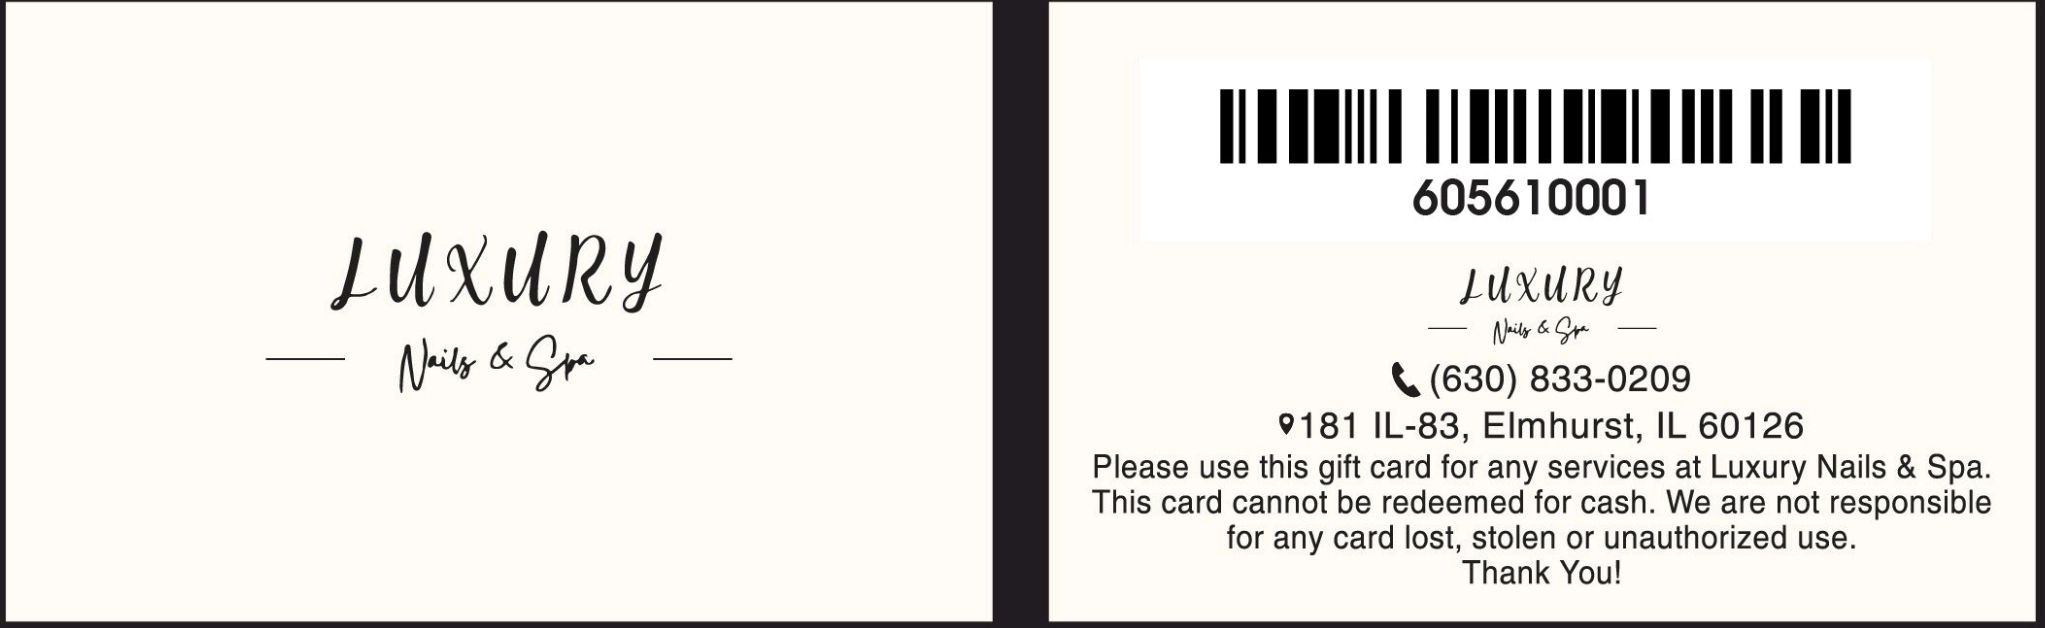 LUXURY
Nails & Spa
605610001
LUXURY
Nails & Spa
(630) 833-0209
181 IL-83, Elmhurst, IL 60126
Please use this gift card for any services at Luxury Nails & Spa.
This card cannot be redeemed for cash. We are not responsible
for any card lost, stolen or unauthorized use.
Thank You!